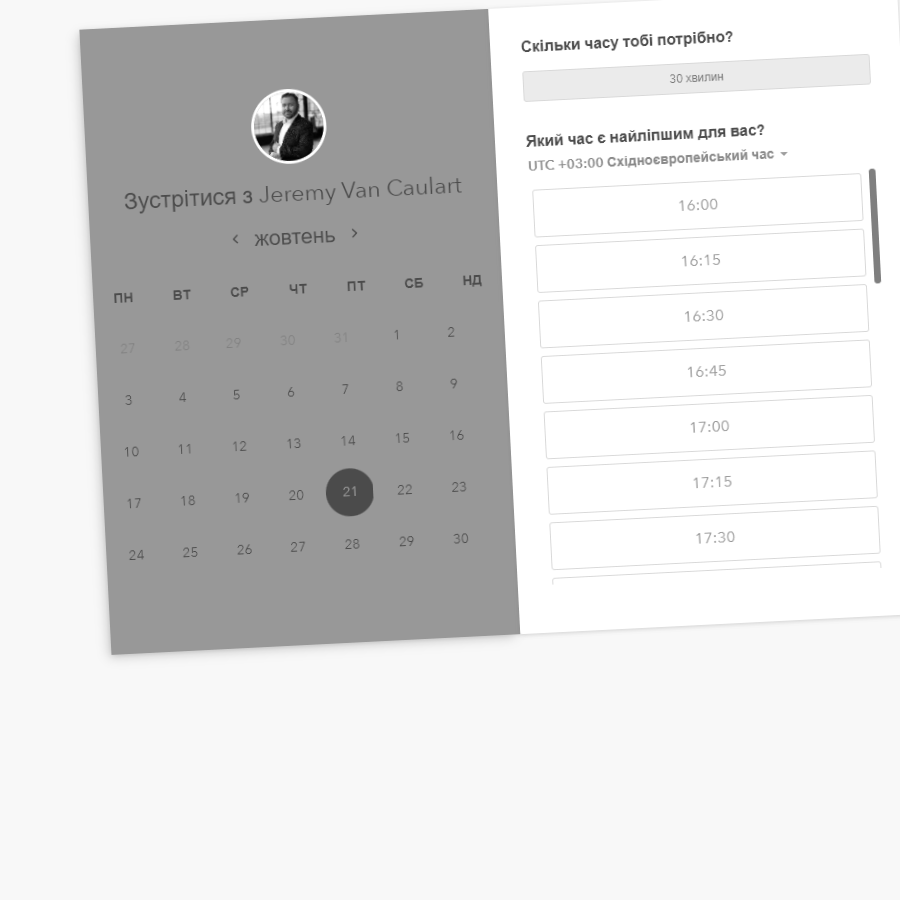 Зустрітися з Jeremy Van Caulart
‹ жовтень ›
ПН ВТ СР ЧТ ПТ СБ НД
27 28 29 30 31 1 2
3 4 5 6 7 8 9
10 11 12 13 14 15 16
17 18 19 20 21 22 23
24 25 26 27 28 29 30
Скільки часу тобі потрібно?
30 хвилин
Який час є найліпшим для вас?
UTC +03:00 Східноєвропейський час
16:00
16:15
16:30
16:45
17:00
17:15
17:30